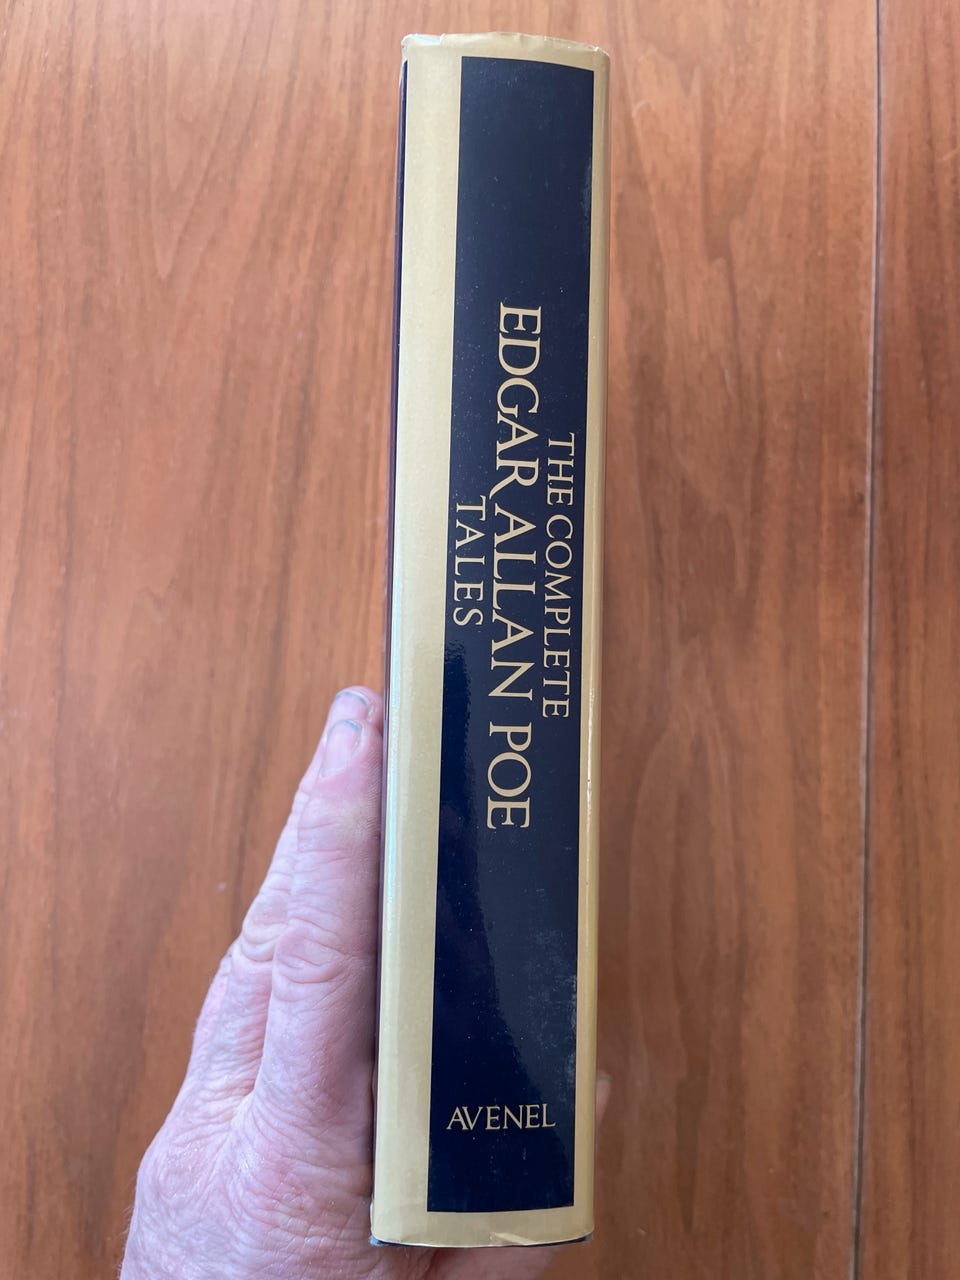 THE COMPLETE
EDGAR ALLAN POE
TALES
AVENEL